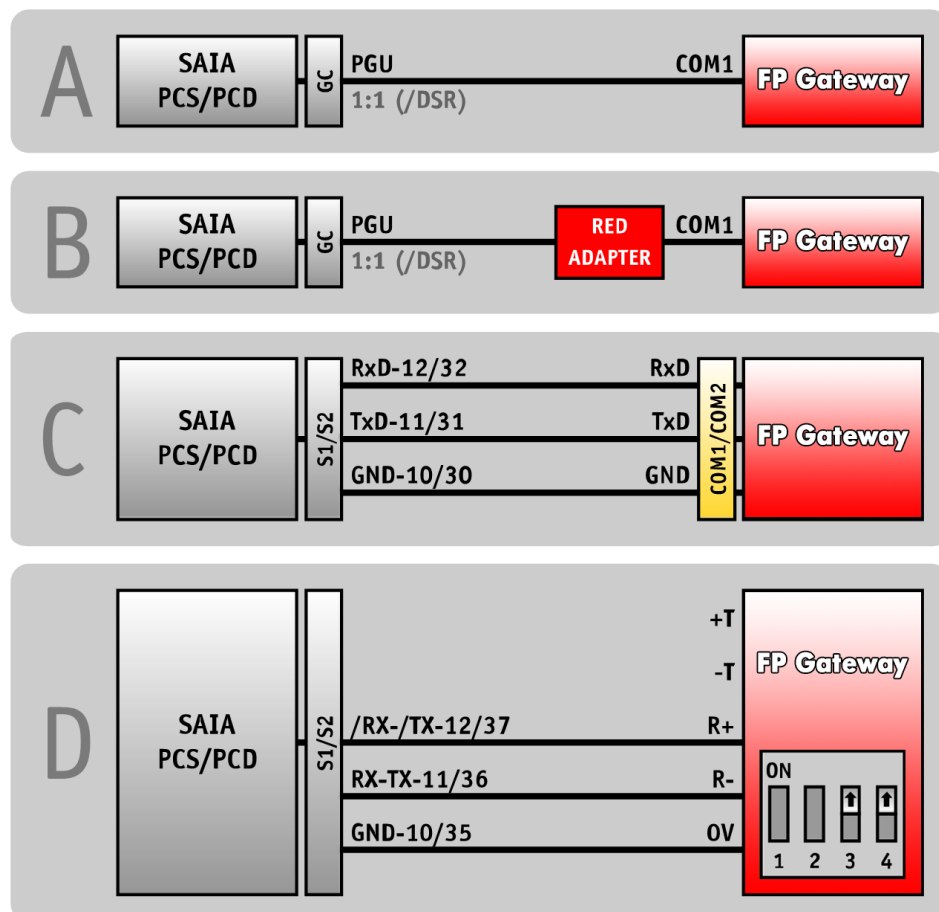 A
SAIA
PCS/PCD
GC
PGU
1:1 (/DSR)
COM1
FP Gateway
B
SAIA
PCS/PCD
GC
PGU
1:1 (/DSR)
RED
ADAPTER
COM1
FP Gateway
C
SAIA
PCS/PCD
S1/S2
RxD-12/32
RxD
TxD-11/31
TxD
GND-10/30
GND
COM1/COM2
FP Gateway
D
SAIA
PCS/PCD
S1/S2
+T
-T
/RX-/TX-12/37
R+
RX-TX-11/36
R-
GND-10/35
0V
FP Gateway
ON
1 2 3 4